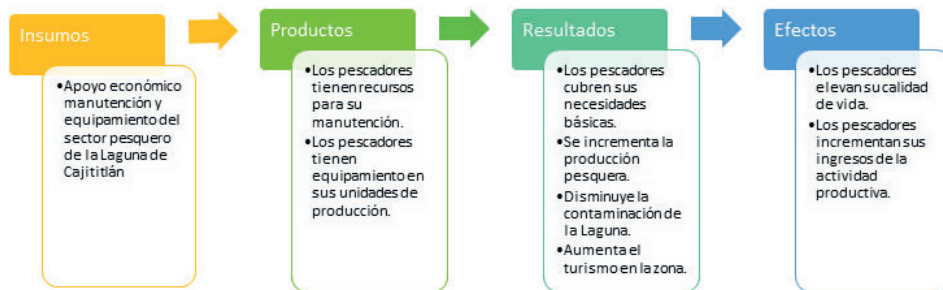 Insumos
•Apoyo económico
manutención y
equipamiento del
sector pesquero
de la Laguna de
Cajititlán
Productos
•Los pescadores
tienen recursos
para su
manutención.
•Los pescadores
tienen
equipamiento en
sus unidades de
producción.
Resultados
•Los pescadores
cubren sus
necesidades
básicas.
•Se incrementa la
producción
pesquera.
•Disminuye la
contaminación de
la Laguna.
•Aumenta el
turismo en la zona.
Efectos
•Los pescadores
elevan su calidad
de vida.
•Los pescadores
incrementan sus
ingresos de la
actividad
productiva.